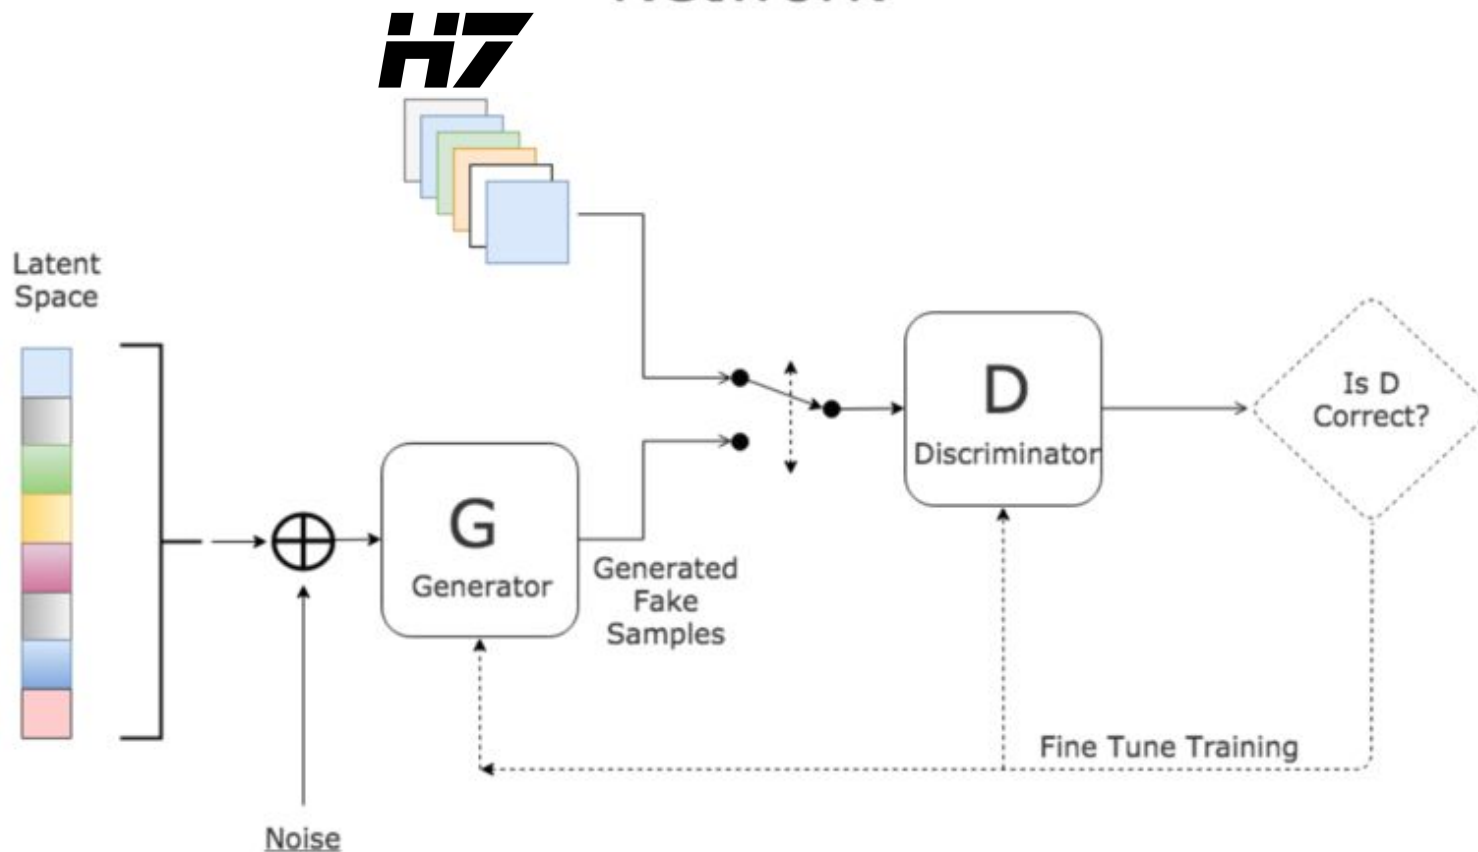 H7
Latent
Space
Is D
Correct?
D
Discriminator
G
Generator
Generated
Fake
Samples
Fine Tune Training
Noise